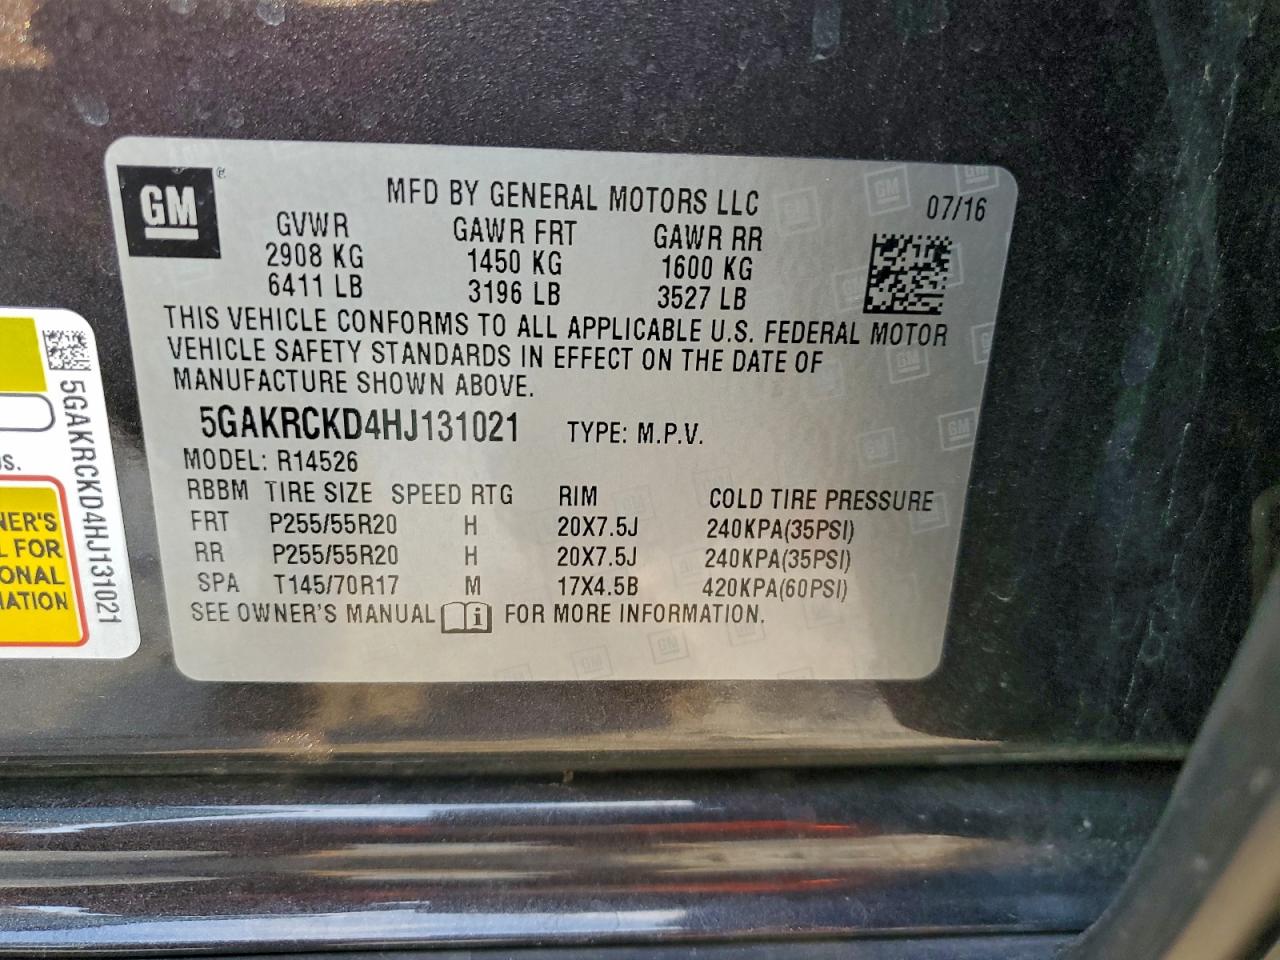 GM
MFD BY GENERAL MOTORS LLC
07/16
GVWR GAWR FRT GAWR RR
2908 KG 1450 KG 1600 KG
6411 LB 3196 LB 3527 LB
THIS VEHICLE CONFORMS TO ALL APPLICABLE U.S. FEDERAL MOTOR
VEHICLE SAFETY STANDARDS IN EFFECT ON THE DATE OF
MANUFACTURE SHOWN ABOVE.
5GAKRCKD4HJ131021 TYPE: M.P.V.
MODEL: R14526
RBBM TIRE SIZE SPEED RTG RIM COLD TIRE PRESSURE
FRT P255/55R20 H 20X7.5J 240KPA(35PSI)
RR P255/55R20 H 20X7.5J 240KPA(35PSI)
SPA T145/70R17 M 17X4.5B 420KPA(60PSI)
SEE OWNER'S MANUAL i FOR MORE INFORMATION.
5GAKRCKD4HJ131021
S.
NER'S
L FOR
ONAL
MATION